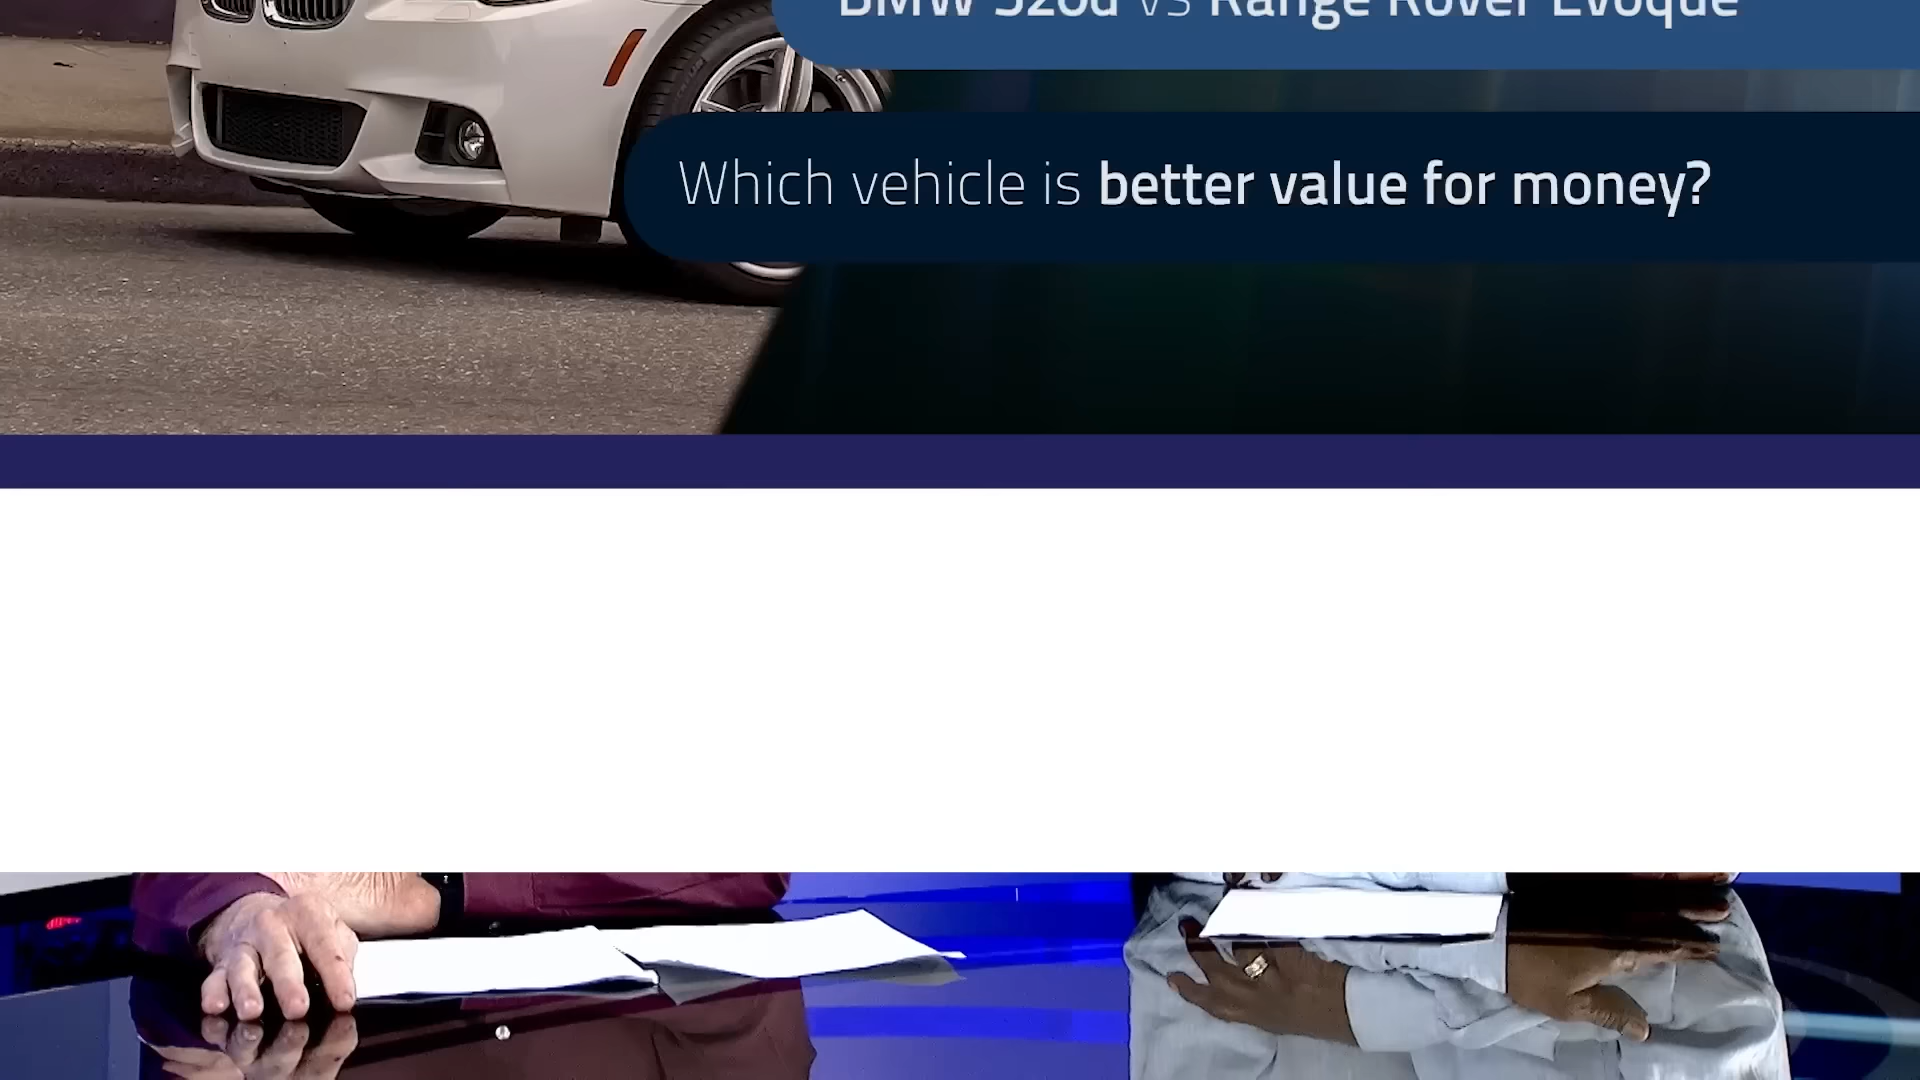 BMW 520d vs Range Rover Evoque
Which vehicle is better value for money?